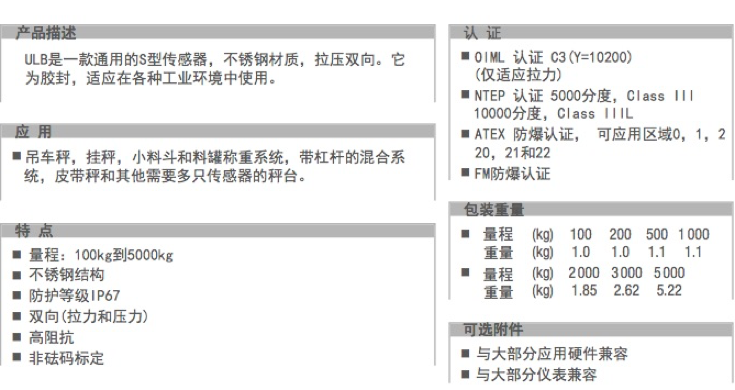 产品描述
ULB是一款通用的S型传感器，不锈钢材质，拉压双向。它
为胶封，适应在各种工业环境中使用。
应 用
■ 吊车秤，挂秤，小料斗和料罐称重系统，带杠杆的混合系
统，皮带秤和其他需要多只传感器的秤台。
特 点
■ 量程：100kg到5000kg
■ 不锈钢结构
■ 防护等级IP67
■ 双向(拉力和压力)
■ 高阻抗
■ 非砝码标定
认 证
■ OIML 认证 C3(Y=10200)
(仅适应拉力)
■ NTEP 认证 5000分度，Class III
10000分度，Class IIIL
■ ATEX 防爆认证， 可应用区域0，1，2
20，21和22
■ FM防爆认证
包装重量
■ 量程 (kg) 100 200 500 1000
重量 (kg) 1.0 1.0 1.1 1.1
■ 量程 (kg) 2000 3000 5000
重量 (kg) 1.85 2.62 5.22
可选附件
■ 与大部分应用硬件兼容
■ 与大部分仪表兼容